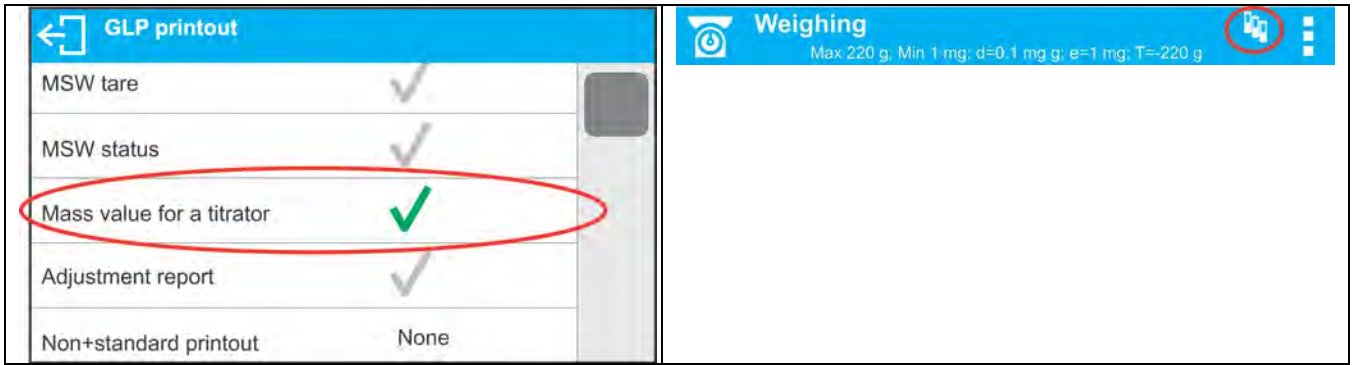 GLP printout
MSW tare
MSW status
Mass value for a titrator
Adjustment report
Non+standard printout None
Weighing
Max 220 g; Min 1 mg; d=0.1 mg g; e=1 mg; T=-220 g